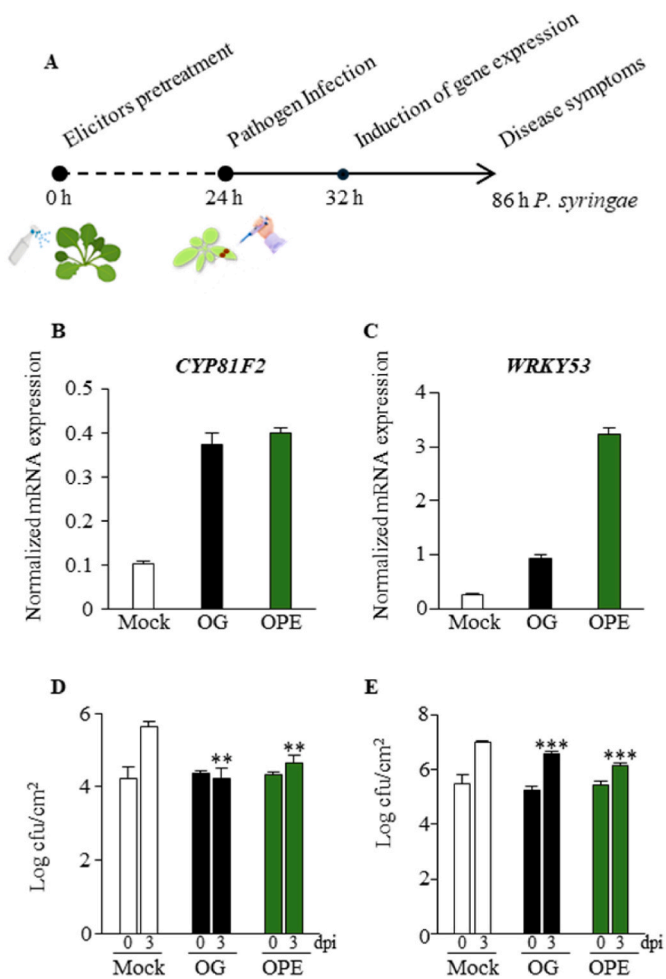 A
Elicitors pretreatment
Pathogen Infection
Induction of gene expression
Disease symptoms
0 h
24 h
32 h
86 h P. syringae
B
CYP81F2
Normalized mRNA expression
0.5
0.4
0.4
0.2
0.1
0
Mock OG OPE
C
WRKY53
Normalized mRNA expression
4
3
2
1
0
Mock OG OPE
D
Log cfu/cm²
6
4
2
0
** **
0 3 0 3 0 3 dpi
Mock OG OPE
E
Log cfu/cm²
8
6
4
2
0
*** ***
0 3 0 3 0 3 dpi
Mock OG OPE